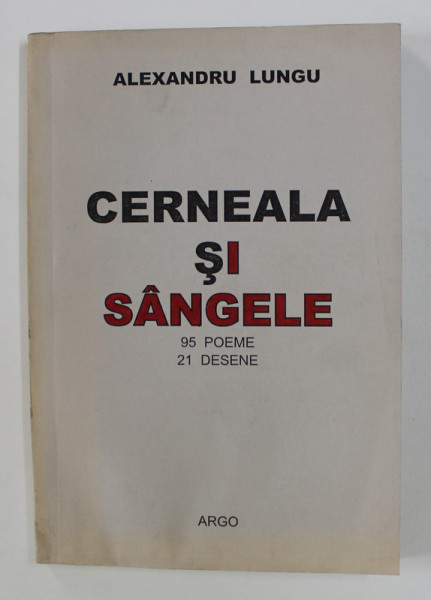 ALEXANDRU LUNGU
CERNEALA
ŞI
SÂNGELE
95 POEME
21 DESENE
ARGO